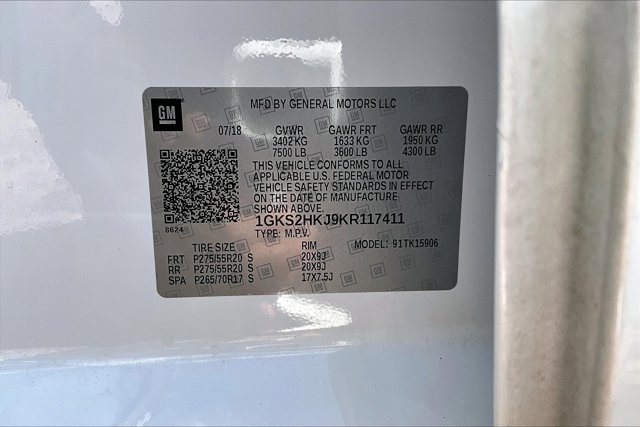 GM
MFD BY GENERAL MOTORS LLC
07/18 GVWR GAWR FRT GAWR RR
3402 KG 1633 KG 1950 KG
7500 LB 3600 LB 4300 LB
THIS VEHICLE CONFORMS TO ALL
APPLICABLE U.S. FEDERAL MOTOR
VEHICLE SAFETY STANDARDS IN EFFECT
ON THE DATE OF MANUFACTURE
SHOWN ABOVE.
8624
1GKS2HKJ9KR117411
TYPE: M.P.V.
TIRE SIZE RIM MODEL: 91TK15906
FRT P275/55R20 S 20X9J
RR P275/55R20 S 20X9J
SPA P265/70R17 S 17X7.5J